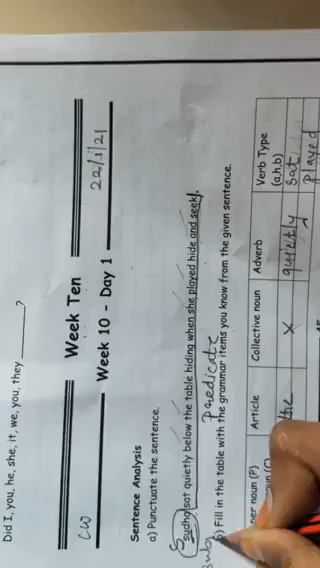 Did I, you, he, she, it, we, you, they ______?
Week Ten
CW Week 10 - Day 1 22/1/21
Sentence Analysis
a) Punctuate the sentence.
Sudha sat quietly below the table hiding when she played hide and seek.
Predicate
b) Fill in the table with the grammar items you know from the given sentence.
Article Collective noun Adverb Verb Type
(a,h,b)
the X quietly sat
played